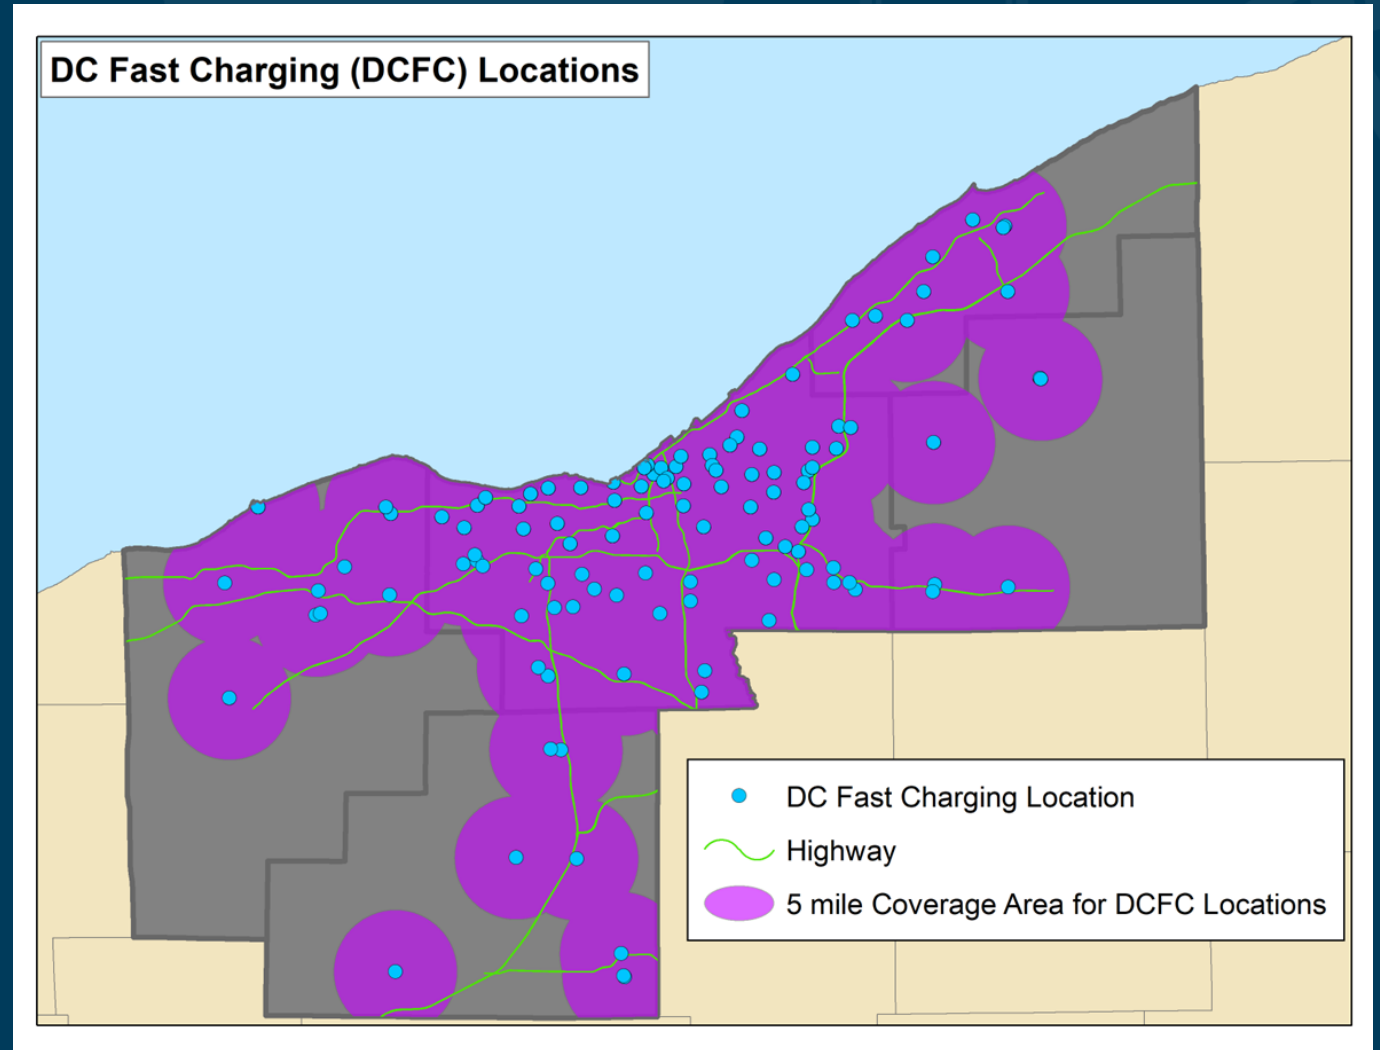 DC Fast Charging (DCFC) Locations
DC Fast Charging Location
Highway
5 mile Coverage Area for DCFC Locations